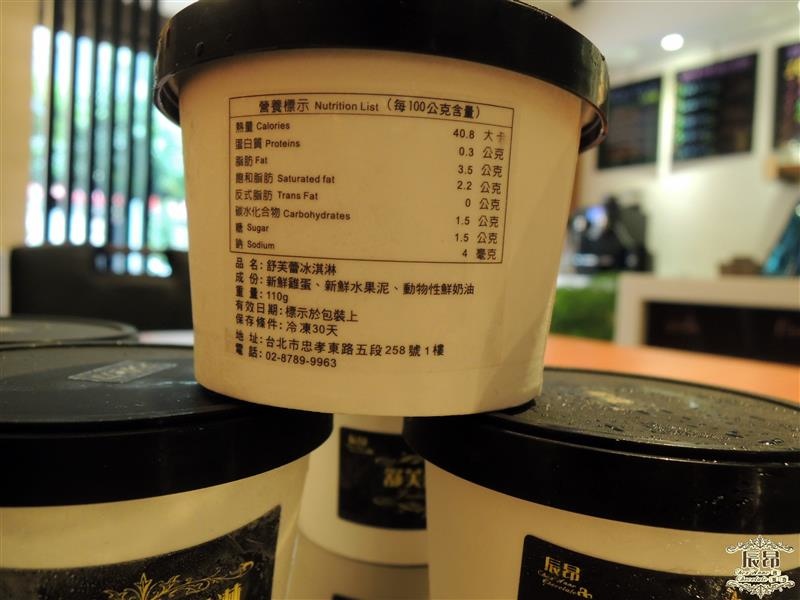 營養標示 Nutrition List (每100公克含量)
熱量 Calories 40.8 大卡
蛋白質 Proteins 0.3 公克
脂肪 Fat 3.5 公克
飽和脂肪 Saturated fat 2.2 公克
反式脂肪 Trans Fat 0 公克
碳水化合物 Carbohydrates 1.5 公克
糖 Sugar 1.5 公克
鈉 Sodium 4 毫克
品 名:舒芙蕾冰淇淋
成 份:新鮮雞蛋、新鮮水果泥、動物性鮮奶油
重 量:110g
有效日期:標示於包裝上
保存條件:冷凍30天
地 址:台北市忠孝東路五段258號1樓
電 話:02-8789-9963
舒芙
辰昂
辰昂